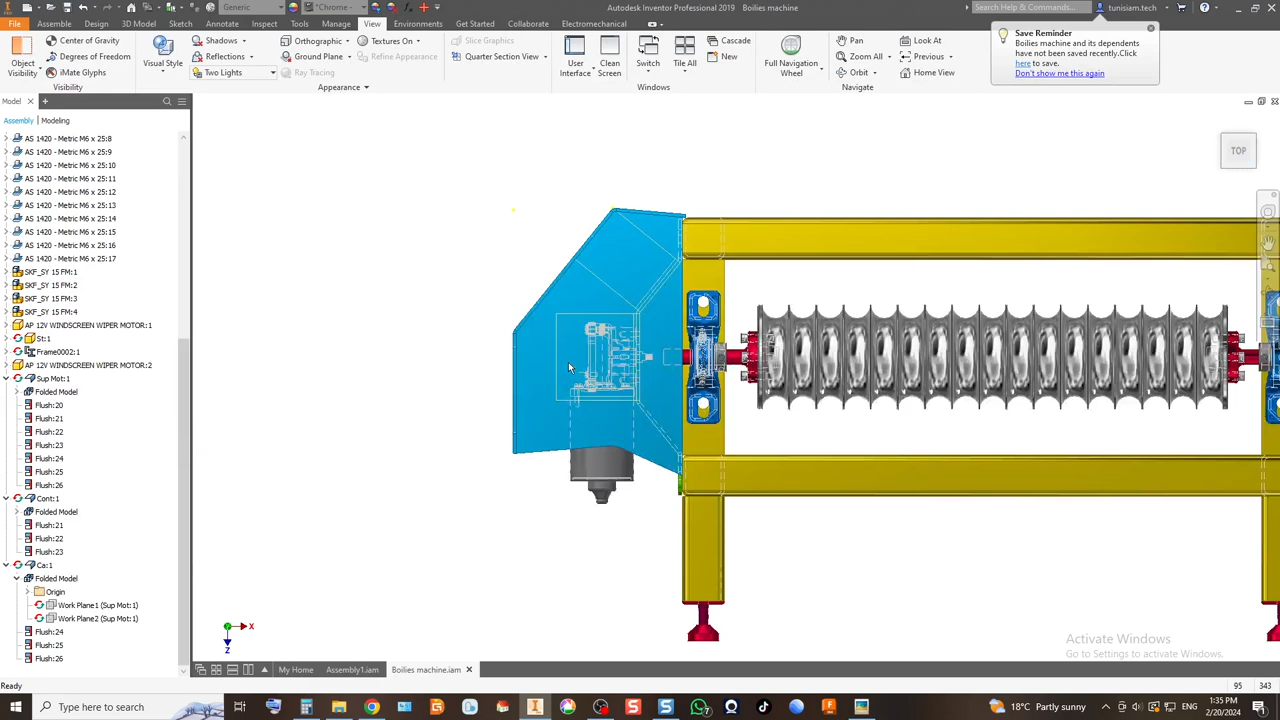 Generic
*Chrome
Autodesk Inventor Professional 2019   Boilies machine
Search Help & Commands...
tunisiam.tech
File
Assembly
Design
3D Model
Sketch
Annotate
Inspect
Tools
Manage
View
Environments
Get Started
Collaborate
Electromechanical
Object
Visibility
Center of Gravity
Degrees of Freedom
iMate Glyphs
Visibility
Visual Style
Shadows
Reflections
Two Lights
Orthographic
Ground Plane
Ray Tracing
Textures On
Refine Appearance
Appearance
Slice Graphics
Quarter Section View
User
Interface
Clean
Screen
Switch
Tile All
Cascade
New
Windows
Full Navigation
Wheel
Pan
Zoom All
Orbit
Look At
Previous
Home View
Navigate
Save Reminder
Boilies machine and its dependents
have not been saved recently.Click
here to save.
Don't show me this again
Model
Assembly
Modeling
AS 1420 - Metric M6 x 25:8
AS 1420 - Metric M6 x 25:9
AS 1420 - Metric M6 x 25:10
AS 1420 - Metric M6 x 25:11
AS 1420 - Metric M6 x 25:12
AS 1420 - Metric M6 x 25:13
AS 1420 - Metric M6 x 25:14
AS 1420 - Metric M6 x 25:15
AS 1420 - Metric M6 x 25:16
AS 1420 - Metric M6 x 25:17
SKF_SY 15 FM:1
SKF_SY 15 FM:2
SKF_SY 15 FM:3
SKF_SY 15 FM:4
AP 12V WINDSCREEN WIPER MOTOR:1
St:1
Frame0002:1
AP 12V WINDSCREEN WIPER MOTOR:2
Sup Mot:1
Folded Model
Flush:20
Flush:21
Flush:22
Flush:23
Flush:24
Flush:25
Flush:26
Cont:1
Folded Model
Flush:21
Flush:22
Flush:23
Ca:1
Folded Model
Origin
Work Plane1 (Sup Mot:1)
Work Plane2 (Sup Mot:1)
Flush:24
Flush:25
Flush:26
TOP
X
Z
Activate Windows
Go to Settings to activate Windows.
My Home
Assembly1.iam
Boilies machine.iam
Ready
95
343
Type here to search
18°C Partly sunny
1:35 PM
2/20/2024